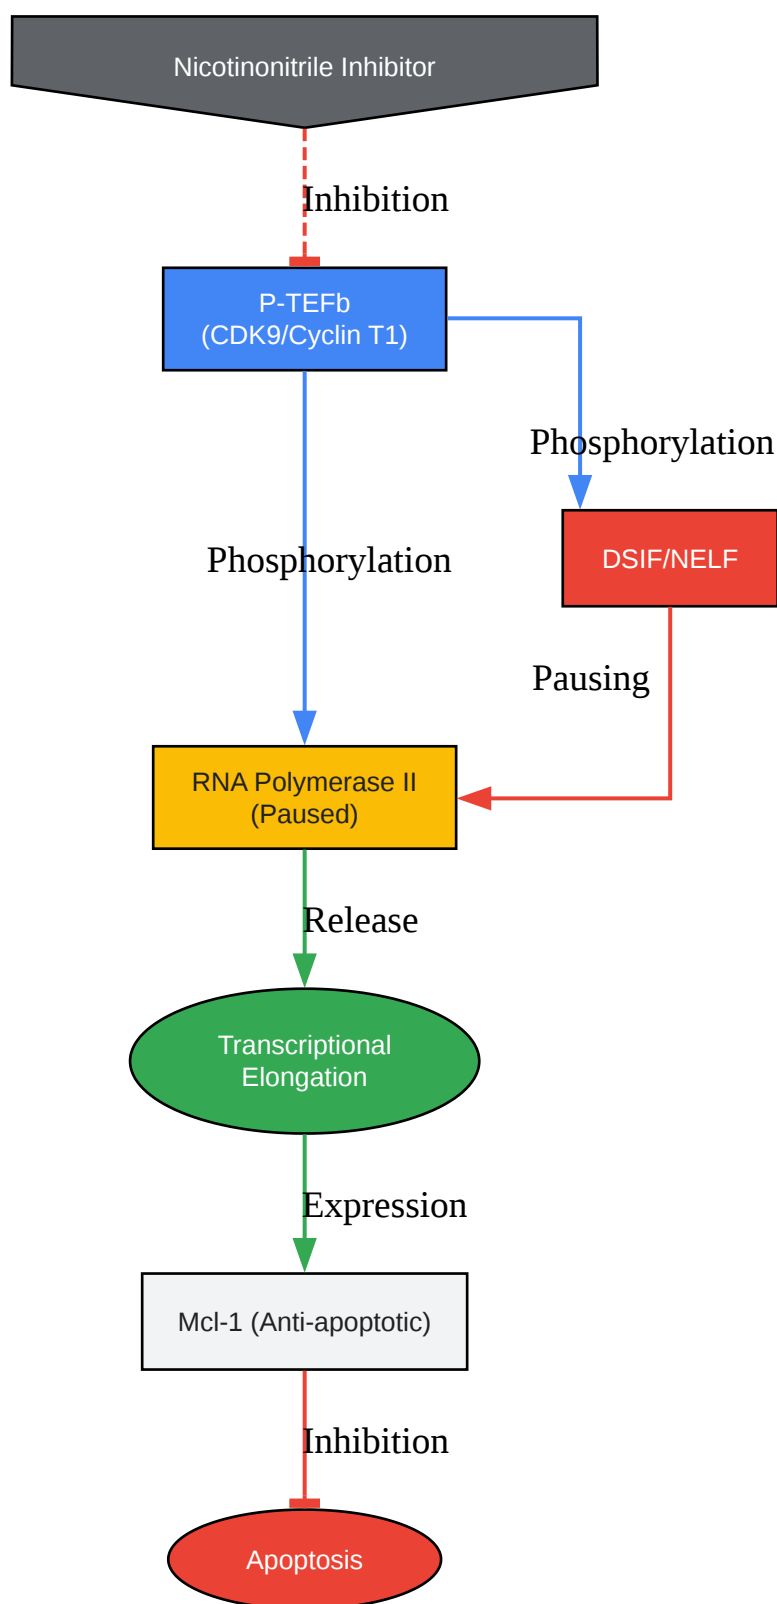 Nicotinonitrile Inhibitor
Inhibition
P-TEFb
(CDK9/Cyclin T1)
Phosphorylation
DSIF/NELF
Phosphorylation
Pausing
RNA Polymerase II
(Paused)
Release
Transcriptional
Elongation
Expression
Mcl-1 (Anti-apoptotic)
Inhibition
Apoptosis